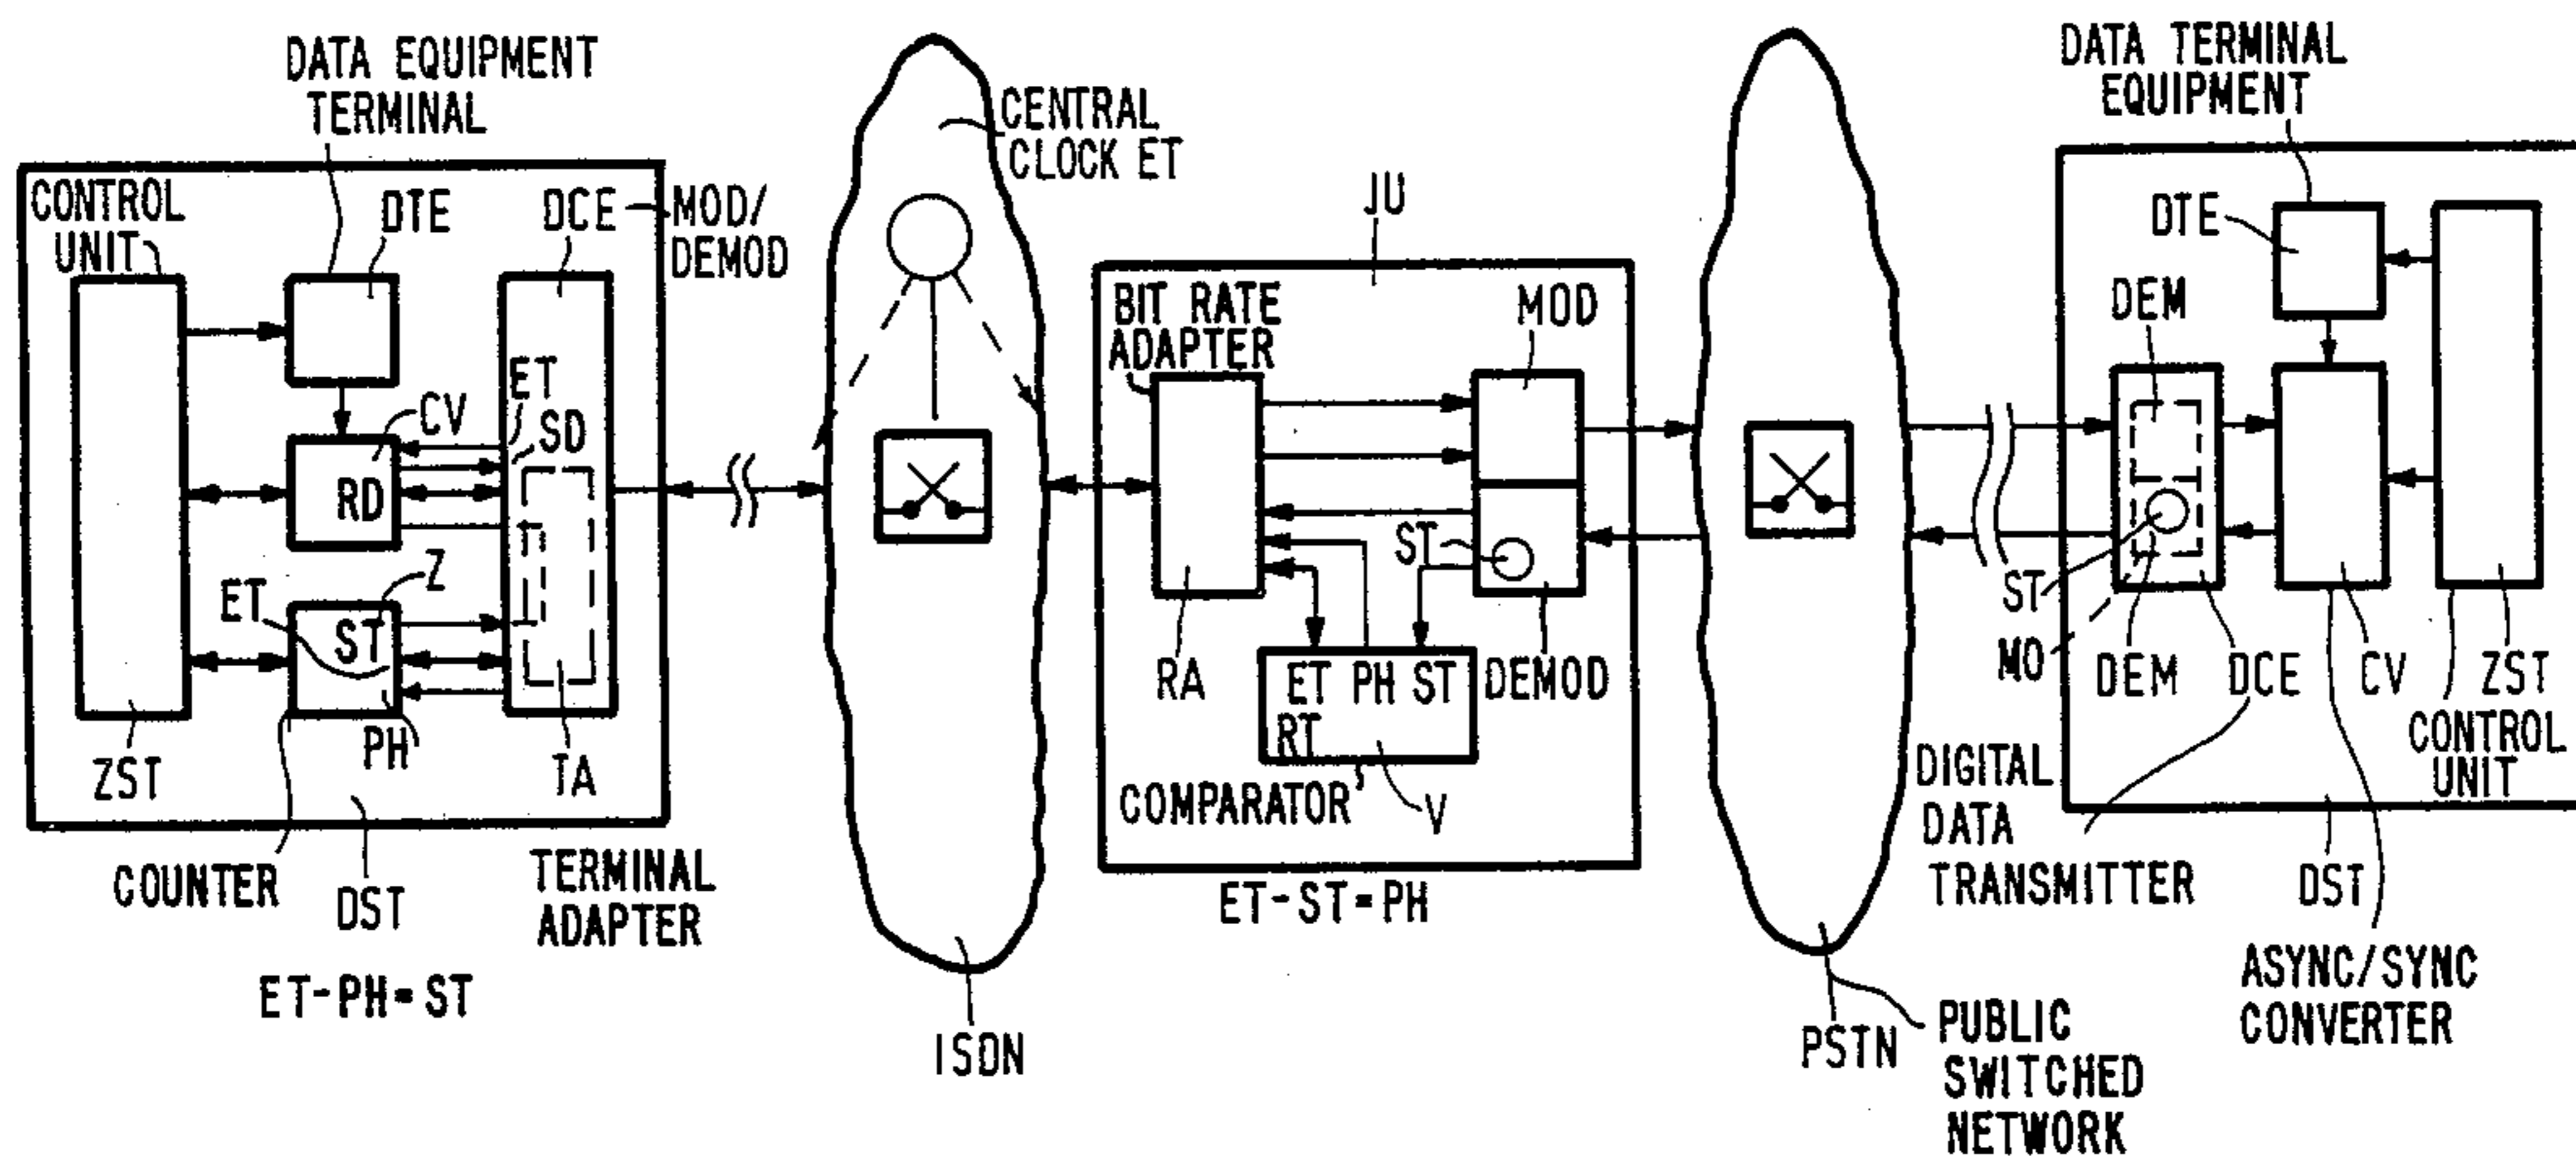 DATA EQUIPMENT
TERMINAL
CONTROL
UNIT
DTE
DCE
MOD/
DEMOD
CV
ET
SD
RD
Z
ET
ST
PH
ZST
TA
COUNTER
DST
TERMINAL
ADAPTER
ET-PH=ST
CENTRAL
CLOCK ET
ISDN
JU
BIT RATE
ADAPTER
MOD
ST
RA
ET PH ST
RT
DEMOD
COMPARATOR
V
ET-ST=PH
PSTN
PUBLIC
SWITCHED
NETWORK
DATA TERMINAL
EQUIPMENT
DTE
DEM
ST
MO
DEM
DCE
CV
ZST
CONTROL
UNIT
DIGITAL
DATA
TRANSMITTER
DST
ASYNC/SYNC
CONVERTER